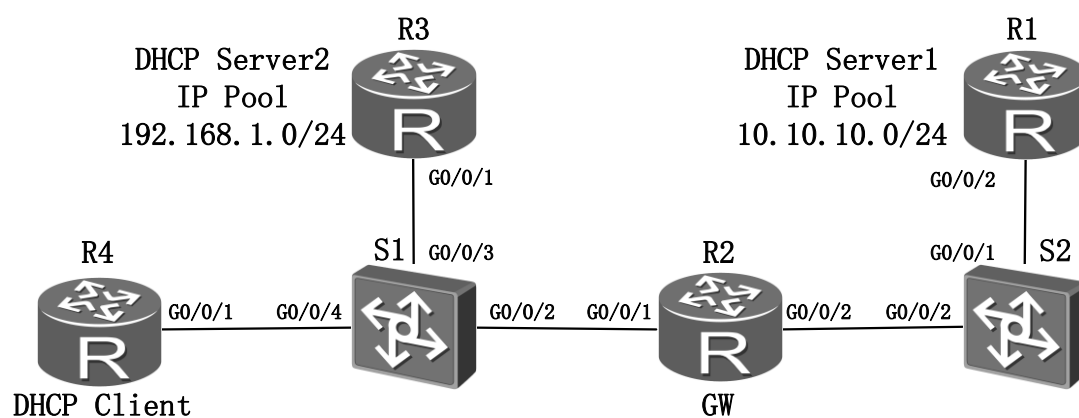 R3
DHCP Server2
IP Pool
192.168.1.0/24
R
G0/0/1
R1
DHCP Server1
IP Pool
10.10.10.0/24
R
G0/0/2
R4
R
DHCP Client
G0/0/1
G0/0/4
S1
G0/0/3
G0/0/2
G0/0/1
R2
R
GW
G0/0/2
G0/0/2
G0/0/1
S2